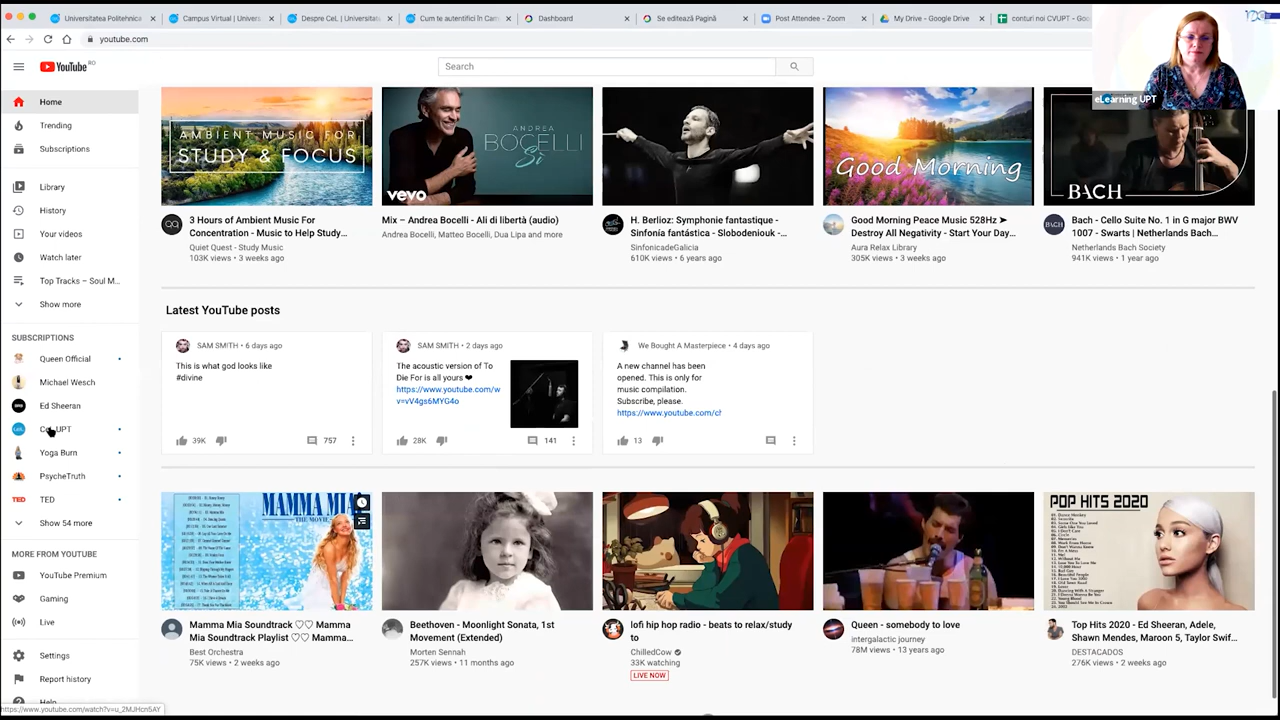 Universitatea Politehnica
Campus Virtual | Univers
Despre CeL | Universitat
Cum te autentifici în Cam
Dashboard
Se editează Pagină
Post Attendee - Zoom
My Drive - Google Drive
conturi noi CVUPT - Goo
youtube.com
eLearning UPT
YouTube RO
Search
Home
Trending
Subscriptions
Library
History
Your videos
Watch later
Top Tracks – Soul M...
Show more
SUBSCRIPTIONS
Queen Official
Michael Wesch
Ed Sheeran
CeL UPT
Yoga Burn
PsycheTruth
TED
TED
Show 54 more
MORE FROM YOUTUBE
YouTube Premium
Gaming
Live
Settings
Report history
Help
https://www.youtube.com/watch?v=u_2MJHcn5AY
AMBIENT MUSIC FOR
STUDY & FOCUS
3 Hours of Ambient Music For
Concentration - Music to Help Study...
Quiet Quest - Study Music
103K views • 3 weeks ago
ANDREA
BOCELLI
Sì
vevo
Mix – Andrea Bocelli - Ali di libertà (audio)
Andrea Bocelli, Matteo Bocelli, Dua Lipa and more
H. Berlioz: Symphonie fantastique -
Sinfonía fantástica - Slobodeniouk -...
SinfonicadeGalicia
610K views • 6 years ago
Good Morning
Good Morning Peace Music 528Hz ➤
Destroy All Negativity - Start Your Day...
Aura Relax Library
305K views • 3 weeks ago
BACH
BACH
Bach - Cello Suite No. 1 in G major BWV
1007 - Swarts | Netherlands Bach...
Netherlands Bach Society
941K views • 1 year ago
Latest YouTube posts
SAM SMITH • 6 days ago
This is what god looks like
#divine
39K
757
SAM SMITH • 2 days ago
The acoustic version of To
Die For is all yours ❤
https://www.youtube.com/w
v=vV4gs6MYG4o
28K
141
We Bought A Masterpiece • 4 days ago
A new channel has been
opened. This is only for
music compilation.
Subscribe, please.
https://www.youtube.com/ch
13
MAMMA MIA
THE MOVIE
Mamma Mia Soundtrack ♡♡ Mamma
Mia Soundtrack Playlist ♡♡ Mamma...
Best Orchestra
75K views • 2 weeks ago
Beethoven - Moonlight Sonata, 1st
Movement (Extended)
Morten Sennah
257K views • 11 months ago
lofi hip hop radio - beats to relax/study
to
ChilledCow
33K watching
LIVE NOW
Queen - somebody to love
intergalactic journey
78M views • 13 years ago
POP HITS 2020
Top Hits 2020 - Ed Sheeran, Adele,
Shawn Mendes, Maroon 5, Taylor Swif...
DESTACADOS
276K views • 2 weeks ago